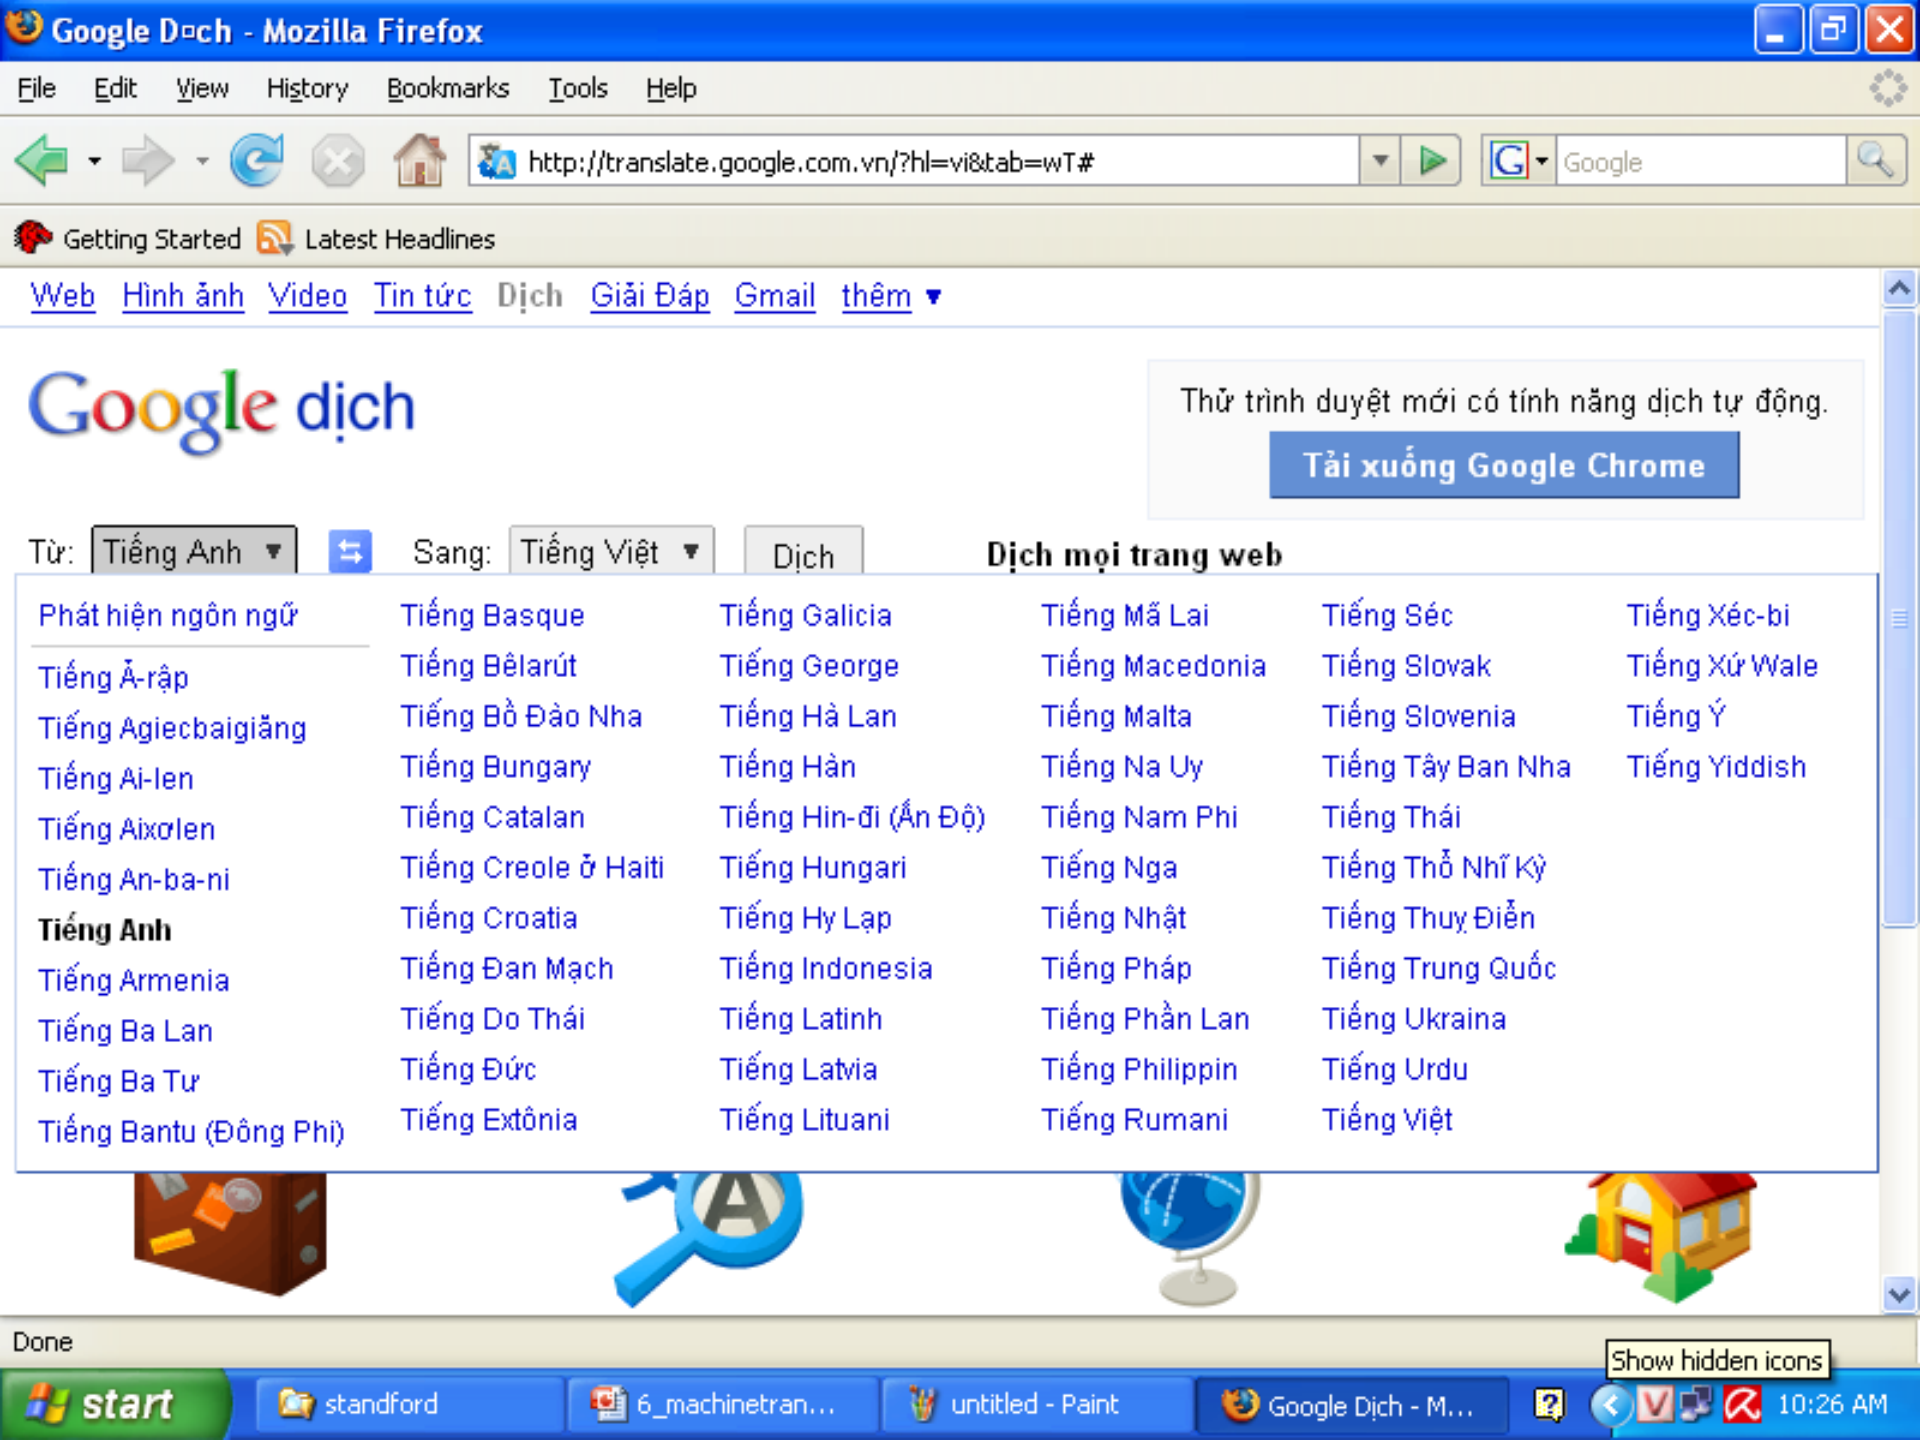 Google D¤ch - Mozilla Firefox
File Edit View History Bookmarks Tools Help
http://translate.google.com.vn/?hl=vi&tab=wT#
Google
Getting Started Latest Headlines
Web Hình ảnh Video Tin tức Dịch Giải Đáp Gmail thêm ▼
Google dịch
Thử trình duyệt mới có tính năng dịch tự động.
Tải xuống Google Chrome
Từ: Tiếng Anh ▼ Sang: Tiếng Việt ▼ Dịch Dịch mọi trang web
Phát hiện ngôn ngữ
Tiếng Ả-rập
Tiếng Agiecbaigiăng
Tiếng Ai-len
Tiếng Aixơlen
Tiếng An-ba-ni
Tiếng Anh
Tiếng Armenia
Tiếng Ba Lan
Tiếng Ba Tư
Tiếng Bantu (Đông Phi)
Tiếng Basque
Tiếng Bêlarút
Tiếng Bồ Đào Nha
Tiếng Bungary
Tiếng Catalan
Tiếng Creole ở Haiti
Tiếng Croatia
Tiếng Đan Mạch
Tiếng Do Thái
Tiếng Đức
Tiếng Extônia
Tiếng Galicia
Tiếng George
Tiếng Hà Lan
Tiếng Hàn
Tiếng Hin-đi (Ấn Độ)
Tiếng Hungari
Tiếng Hy Lạp
Tiếng Indonesia
Tiếng Latinh
Tiếng Latvia
Tiếng Lituani
Tiếng Mã Lai
Tiếng Macedonia
Tiếng Malta
Tiếng Na Uy
Tiếng Nam Phi
Tiếng Nga
Tiếng Nhật
Tiếng Pháp
Tiếng Phần Lan
Tiếng Philippin
Tiếng Rumani
Tiếng Séc
Tiếng Slovak
Tiếng Slovenia
Tiếng Tây Ban Nha
Tiếng Thái
Tiếng Thổ Nhĩ Kỳ
Tiếng Thuỵ Điển
Tiếng Trung Quốc
Tiếng Ukraina
Tiếng Urdu
Tiếng Việt
Tiếng Xéc-bi
Tiếng Xứ Wale
Tiếng Ý
Tiếng Yiddish
A
Done
Show hidden icons
start standford 6_machinetran... untitled - Paint Google Dịch - M... 10:26 AM